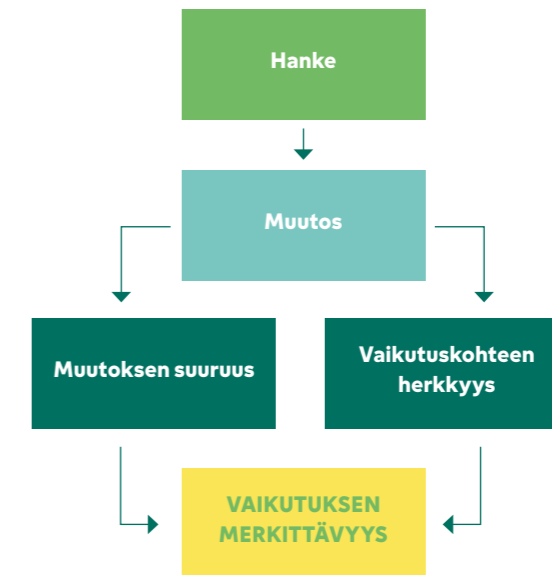 Hanke
Muutos
Muutoksen suuruus
Vaikutuskohteen
herkkyys
VAIKUTUKSEN
MERKITTÄVYYS